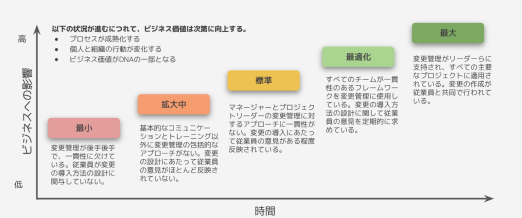 以下の状況が進むにつれて、ビジネス価値は次第に向上する。
● プロセスが成熟化する
● 個人と組織の行動が変化する
● ビジネス価値がDNAの一部となる
高
ビジネスへの影響
低
時間
最小
変更管理が後手後手
で、一貫性に欠けて
いる。従業員が変更
の導入方法の設計に
関与していない。
拡大中
基本的なコミュニケー
ションとトレーニング以
外に変更管理の包括的な
アプローチがない。変更
の設計にあたって従業員
の意見がほとんど反映さ
れていない。
標準
マネージャーとプロジェク
トリーダーの変更管理に対
するアプローチに一貫性が
ない。変更の導入にあたっ
て従業員の意見がある程度
反映されている。
最適化
すべてのチームが一貫
性のあるフレームワー
クを変更管理に使用し
ている。変更の導入方
法の設計に関して従業
員の意見を定期的に求
めている。
最大
変更管理がリーダーらに
支持され、すべての主要
なプロジェクトに適用さ
れている。変更の作成が
従業員と共同で行われて
いる。